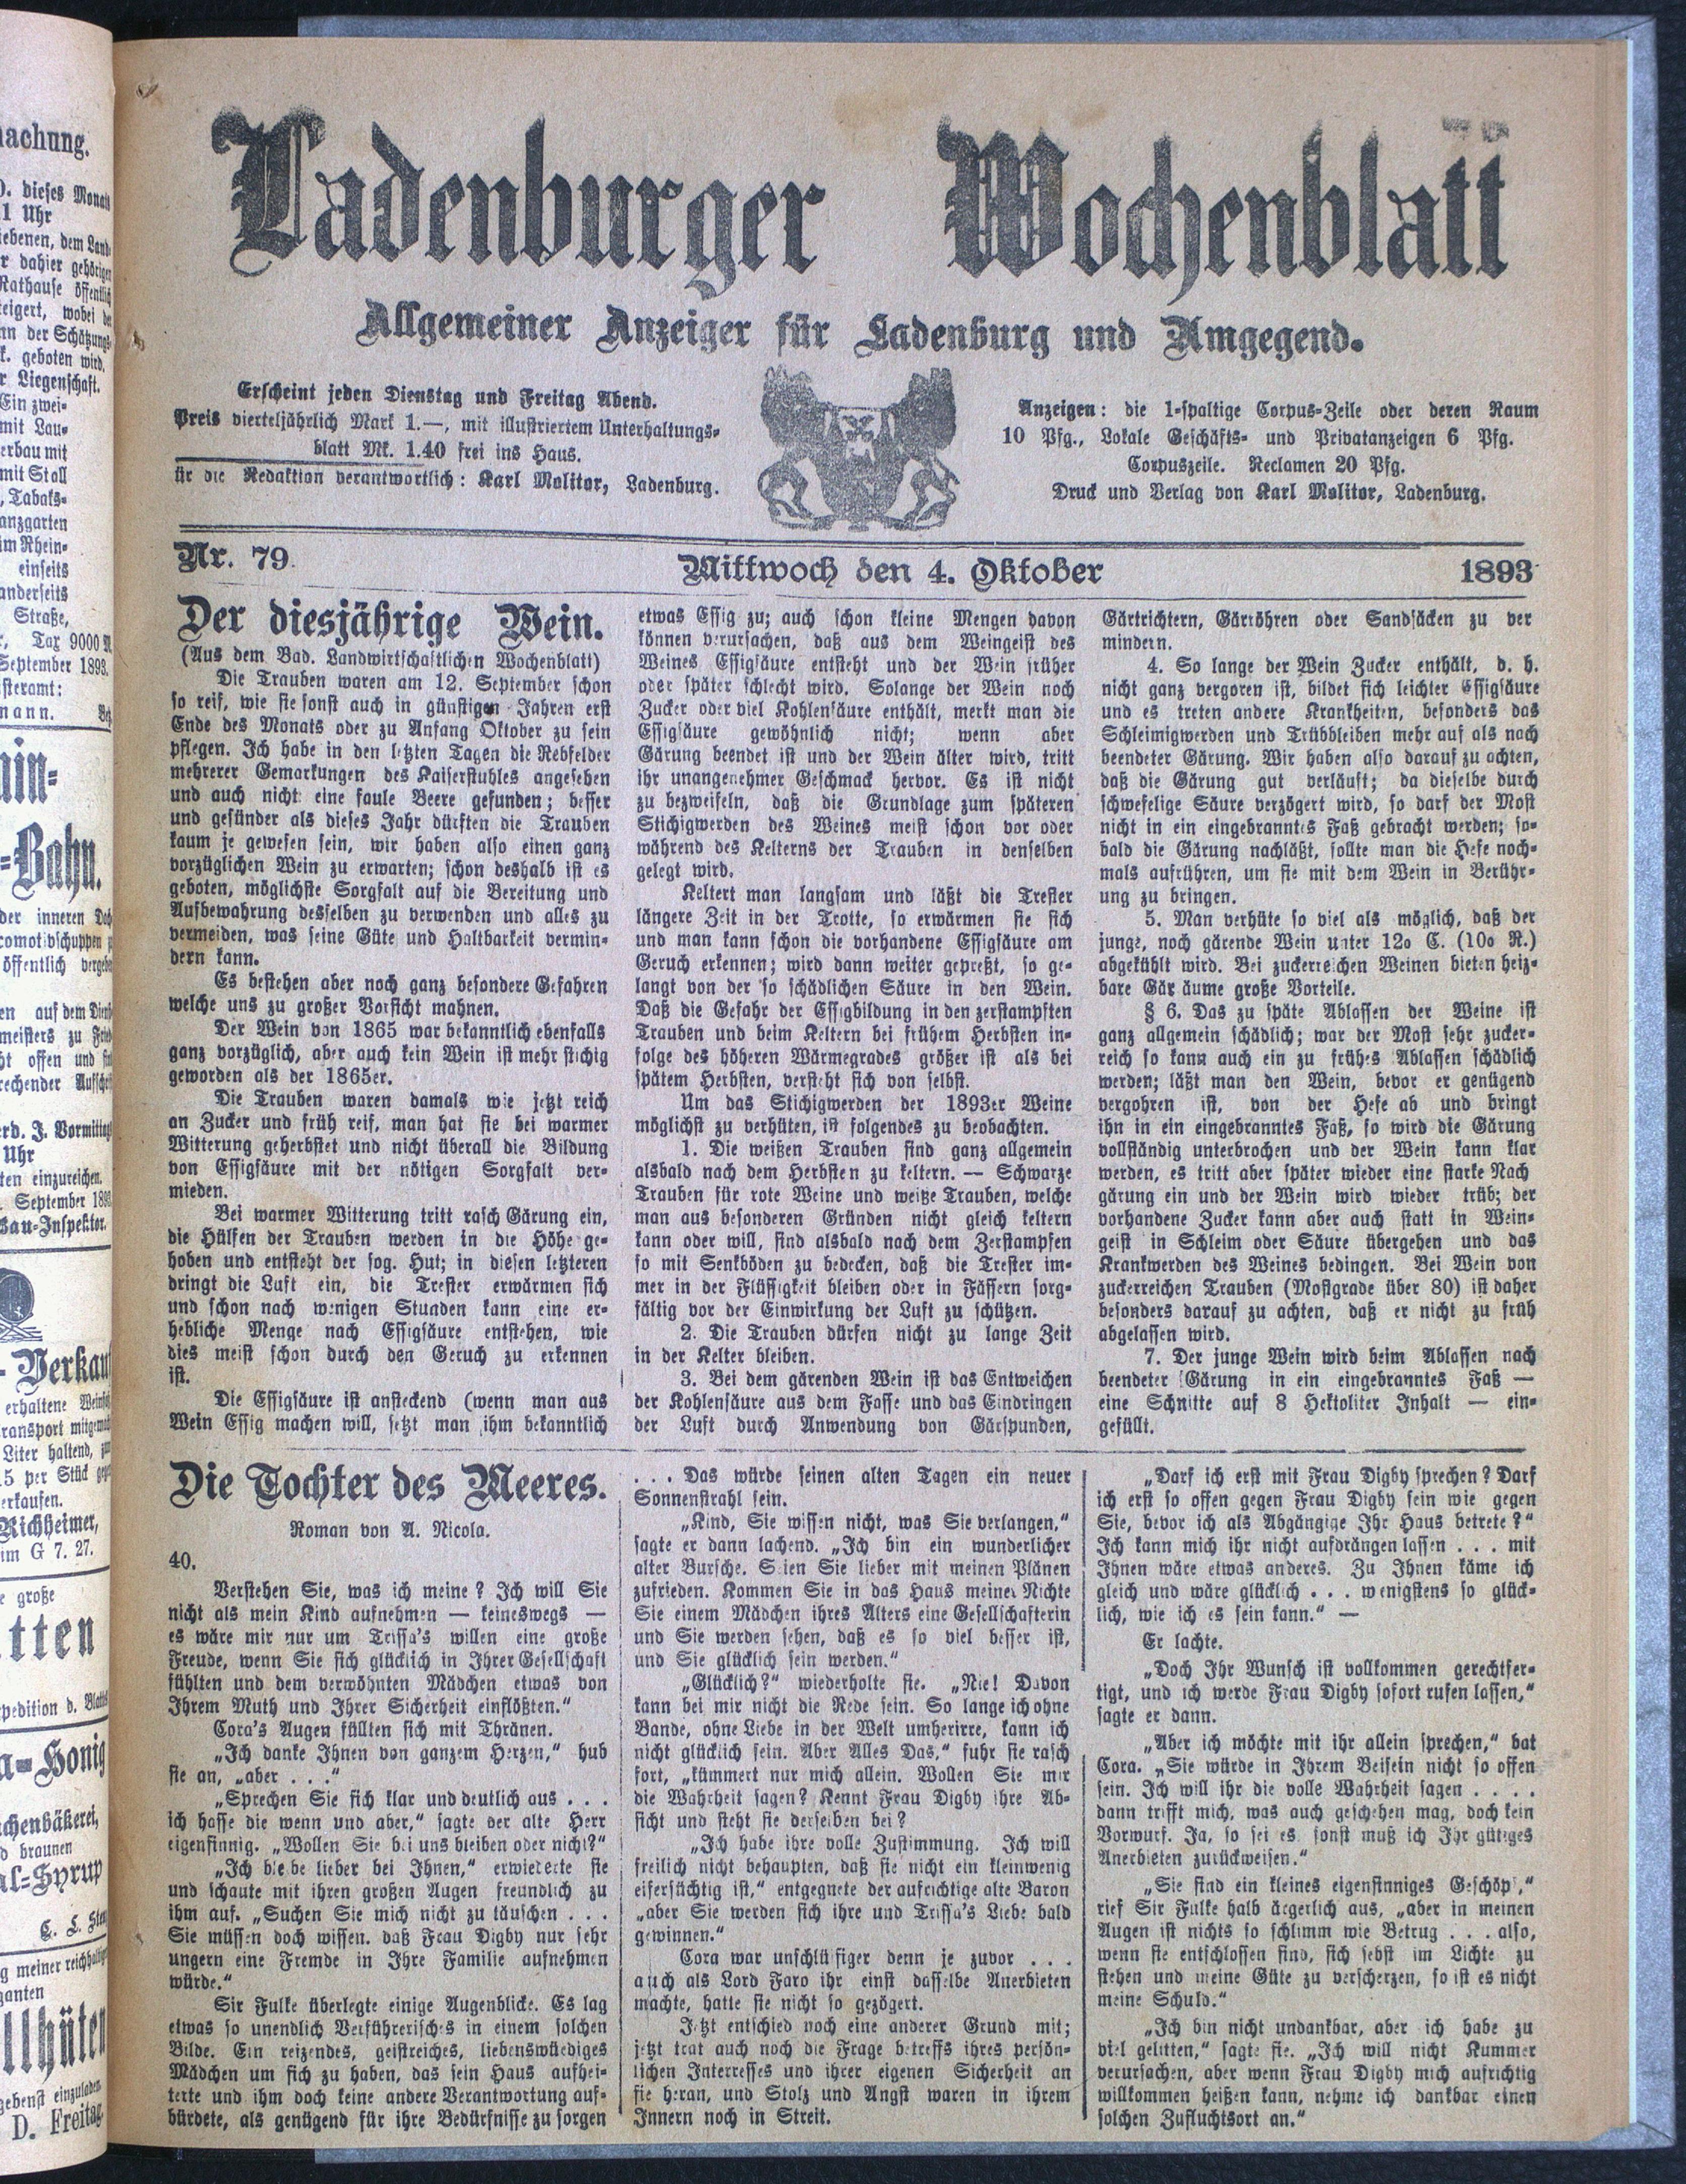 Ladenburger Wochenblatt
Allgemeiner Anzeiger für Ladenburg und Umgegend.
Erscheint jeden Dienstag und Freitag Abend.
Preis vierteljährlich Mark 1.—, mit illustriertem Unterhaltungs-
blatt Mk. 1.40 frei ins Haus.
ür die Redaktion verantwortlich: Karl Molitor, Ladenburg.
Anzeigen: die 1-spaltige Corpus-Zeile oder deren Raum
10 Pfg., Lokale Geschäfts- und Privatanzeigen 6 Pfg.
Corpuszeile. Reclamen 20 Pfg.
Druck und Verlag von Karl Molitor, Ladenburg.
Nr. 79.
Mittwoch den 4. Oktober
1893
Der diesjährige Wein.
(Aus dem Bad. Landwirtschaftlichen Wochenblatt)
Die Trauben waren am 12. September schon
so reif, wie sie sonst auch in günstigen Jahren erst
Ende des Monats oder zu Anfang Oktober zu sein
pflegen. Ich habe in den letzten Tagen die Rebfelder
mehrerer Gemarkungen des Kaiserstuhles angesehen
und auch nicht eine faule Beere gefunden; besser
und gesünder als dieses Jahr dürften die Trauben
kaum je gewesen sein, wir haben also einen ganz
vorzüglichen Wein zu erwarten; schon deshalb ist es
geboten, möglichste Sorgfalt auf die Bereitung und
Aufbewahrung desselben zu verwenden und alles zu
vermeiden, was seine Güte und Haltbarkeit vermin-
dern kann.
Es bestehen aber noch ganz besondere Gefahren
welche uns zu großer Vorsicht mahnen.
Der Wein von 1865 war bekanntlich ebenfalls
ganz vorzüglich, aber auch kein Wein ist mehr stichig
geworden als der 1865er.
Die Trauben waren damals wie jetzt reich
an Zucker und früh reif, man hat sie bei warmer
Witterung geherbstet und nicht überall die Bildung
von Essigsäure mit der nötigen Sorgfalt ver-
mieden.
Bei warmer Witterung tritt rasch Gärung ein,
die Hülsen der Trauben werden in die Höhe ge-
hoben und entsteht der sog. Hut; in diesen letzteren
dringt die Luft ein, die Trester erwärmen sich
und schon nach wenigen Stunden kann eine er-
hebliche Menge nach Essigsäure entstehen, wie
dies meist schon durch den Geruch zu erkennen
ist.
Die Essigsäure ist ansteckend (wenn man aus
Wein Essig machen will, setzt man ihm bekanntlich
etwas Essig zu; auch schon kleine Mengen davon
können verursachen, daß aus dem Weingeist des
Weines Essigsäure entsteht und der Wein früher
oder später schlecht wird. Solange der Wein noch
Zucker oder viel Kohlensäure enthält, merkt man die
Essigsäure gewöhnlich nicht; wenn aber
Gärung beendet ist und der Wein älter wird, tritt
ihr unangenehmer Geschmack hervor. Es ist nicht
zu bezweifeln, daß die Grundlage zum späteren
Stichigwerden des Weines meist schon vor oder
während des Kelterns der Trauben in denselben
gelegt wird.
Keltert man langsam und läßt die Trester
längere Zeit in der Trotte, so erwärmen sie sich
und man kann schon die vorhandene Essigsäure am
Geruch erkennen; wird dann weiter gepreßt, so ge-
langt von der so schädlichen Säure in den Wein.
Daß die Gefahr der Essigbildung in den zerstampften
Trauben und beim Keltern bei frühem Herbsten in-
folge des höheren Wärmegrades größer ist als bei
spätem Herbsten, versteht sich von selbst.
Um das Stichigwerden der 1893er Weine
möglichst zu verhüten, ist folgendes zu beobachten.
1. Die weißen Trauben sind ganz allgemein
alsbald nach dem Herbsten zu keltern. — Schwarze
Trauben für rote Weine und weiße Trauben, welche
man aus besonderen Gründen nicht gleich keltern
kann oder will, sind alsbald nach dem Zerstampfen
so mit Senkböden zu bedecken, daß die Trester im-
mer in der Flüssigkeit bleiben oder in Fässern sorg-
fältig vor der Einwirkung der Luft zu schützen.
2. Die Trauben dürfen nicht zu lange Zeit
in der Kelter bleiben.
3. Bei dem gärenden Wein ist das Entweichen
der Kohlensäure aus dem Fasse und das Eindringen
der Luft durch Anwendung von Gärspunden,
Gärtrichtern, Gärröhren oder Sandsäcken zu ver
mindern.
4. So lange der Wein Zucker enthält, d. h.
nicht ganz vergoren ist, bildet sich leichter Essigsäure
und es treten andere Krankheiten, besonders das
Schleimigwerden und Trübbleiben mehr auf als nach
beendeter Gärung. Wir haben also darauf zu achten,
daß die Gärung gut verläuft; da dieselbe durch
schwefelige Säure verzögert wird, so darf der Most
nicht in ein eingebranntes Faß gebracht werden; so-
bald die Gärung nachläßt, sollte man die Hefe noch-
mals aufrühren, um sie mit dem Wein in Berühr-
ung zu bringen.
5. Man verhüte so viel als möglich, daß der
junge, noch gärende Wein unter 12o C. (10o R.)
abgekühlt wird. Bei zuckerreichen Weinen bieten heiz-
bare Gär äume große Vorteile.
§ 6. Das zu späte Ablassen der Weine ist
ganz allgemein schädlich; war der Most sehr zucker-
reich so kann auch ein zu frühes Ablassen schädlich
werden; läßt man den Wein, bevor er genügend
vergohren ist, von der Hefe ab und bringt
ihn in ein eingebranntes Faß, so wird die Gärung
vollständig unterbrochen und der Wein kann klar
werden, es tritt aber später wieder eine starke Nach
gärung ein und der Wein wird wieder trüb; der
vorhandene Zucker kann aber auch statt in Wein-
geist in Schleim oder Säure übergehen und das
Krankwerden des Weines bedingen. Bei Wein von
zuckerreichen Trauben (Mostgrade über 80) ist daher
besonders darauf zu achten, daß er nicht zu früh
abgelassen wird.
7. Der junge Wein wird beim Ablassen nach
beendeter Gärung in ein eingebranntes Faß —
eine Schnitte auf 8 Hektoliter Inhalt — ein-
gefüllt.
Die Tochter des Meeres.
Roman von A. Nicola.
40.
Verstehen Sie, was ich meine? Ich will Sie
nicht als mein Kind aufnehmen — keineswegs —
es wäre mir nur um Trissa's willen eine große
Freude, wenn Sie sich glücklich in Ihrer Gesellschaft
fühlten und dem verwöhnten Mädchen etwas von
Ihrem Muth und Ihrer Sicherheit einflößten."
Cora's Augen füllten sich mit Thränen.
„Ich danke Ihnen von ganzem Herzen," hub
sie an, „aber . . ."
„Sprechen Sie sich klar und deutlich aus . . .
ich hasse die wenn und aber," sagte der alte Herr
eigensinnig. „Wollen Sie bei uns bleiben oder nicht?"
„Ich bleibe lieber bei Ihnen," erwiederte sie
und schaute mit ihren großen Augen freundlich zu
ihm auf. „Suchen Sie mich nicht zu täuschen . . .
Sie müssen doch wissen. daß Frau Digby nur sehr
ungern eine Fremde in Ihre Familie aufnehmen
würde."
Sir Fulke überlegte einige Augenblicke. Es lag
etwas so unendlich Verführerisches in einem solchen
Bilde. Ein reizendes, geistreiches, liebenswürdiges
Mädchen um sich zu haben, das sein Haus aufhei-
terte und ihm doch keine andere Verantwortung auf-
bürdete, als genügend für ihre Bedürfnisse zu sorgen
. . . Das würde seinen alten Tagen ein neuer
Sonnenstrahl sein.
„Kind, Sie wissen nicht, was Sie verlangen,"
sagte er dann lachend. „Ich bin ein wunderlicher
alter Bursche. Seien Sie lieber mit meinen Plänen
zufrieden. Kommen Sie in das Haus meiner Nichte
Sie einem Mädchen ihres Alters eine Gesellschafterin
und Sie werden sehen, daß es so viel besser ist,
und Sie glücklich sein werden."
„Glücklich?" wiederholte sie. „Nie! Davon
kann bei mir nicht die Rede sein. So lange ich ohne
Bande, ohne Liebe in der Welt umherirre, kann ich
nicht glücklich sein. Aber Alles Das," fuhr sie rasch
fort, „kümmert nur mich allein. Wollen Sie mir
die Wahrheit sagen? Kennt Frau Digby ihre Ab-
sicht und steht sie derselben bei?
„Ich habe ihre volle Zustimmung. Ich will
freilich nicht behaupten, daß sie nicht ein kleinwenig
eifersüchtig ist," entgegnete der aufrichtige alte Baron
„aber Sie werden sich ihre und Trissa's Liebe bald
gewinnen."
Cora war unschlüssiger denn je zuvor . . .
auch als Lord Faro ihr einst dasselbe Anerbieten
machte, hatte sie nicht so gezögert.
Jetzt entschied noch eine anderer Grund mit;
jetzt trat auch noch die Frage betreffs ihres persön-
lichen Interesses und ihrer eigenen Sicherheit an
sie heran, und Stolz und Angst waren in ihrem
Innern noch in Streit.
„Darf ich erst mit Frau Digby sprechen? Darf
ich erst so offen gegen Frau Digby sein wie gegen
Sie, bevor ich als Abgängige Ihr Haus betrete?"
Ich kann mich ihr nicht aufdrängen lassen . . . mit
Ihnen wäre etwas anderes. Zu Ihnen käme ich
gleich und wäre glücklich . . . wenigstens so glück-
lich, wie ich es sein kann." —
Er lachte.
„Doch Ihr Wunsch ist vollkommen gerechtfer-
tigt, und ich werde Frau Digby sofort rufen lassen,"
sagte er dann.
„Aber ich möchte mit ihr allein sprechen," bat
Cora. „Sie würde in Ihrem Beisein nicht so offen
sein. Ich will ihr die volle Wahrheit sagen . . . .
dann trifft mich, was auch geschehen mag, doch kein
Vorwurf. Ja, so sei es sonst muß ich Ihr gütiges
Anerbieten zurückweisen."
„Sie sind ein kleines eigensinniges Geschöpf,"
rief Sir Fulke halb ärgerlich aus, „aber in meinen
Augen ist nichts so schlimm wie Betrug . . . also,
wenn sie entschlossen sind, sich sebst im Lichte zu
stehen und meine Güte zu verscherzen, so ist es nicht
meine Schuld."
„Ich bin nicht undankbar, aber ich habe zu
viel gelitten," sagte sie. „Ich will nicht Kummer
verursachen, aber wenn Frau Digby mich aufrichtig
willkommen heißen kann, nehme ich dankbar einen
solchen Zufluchtsort an."